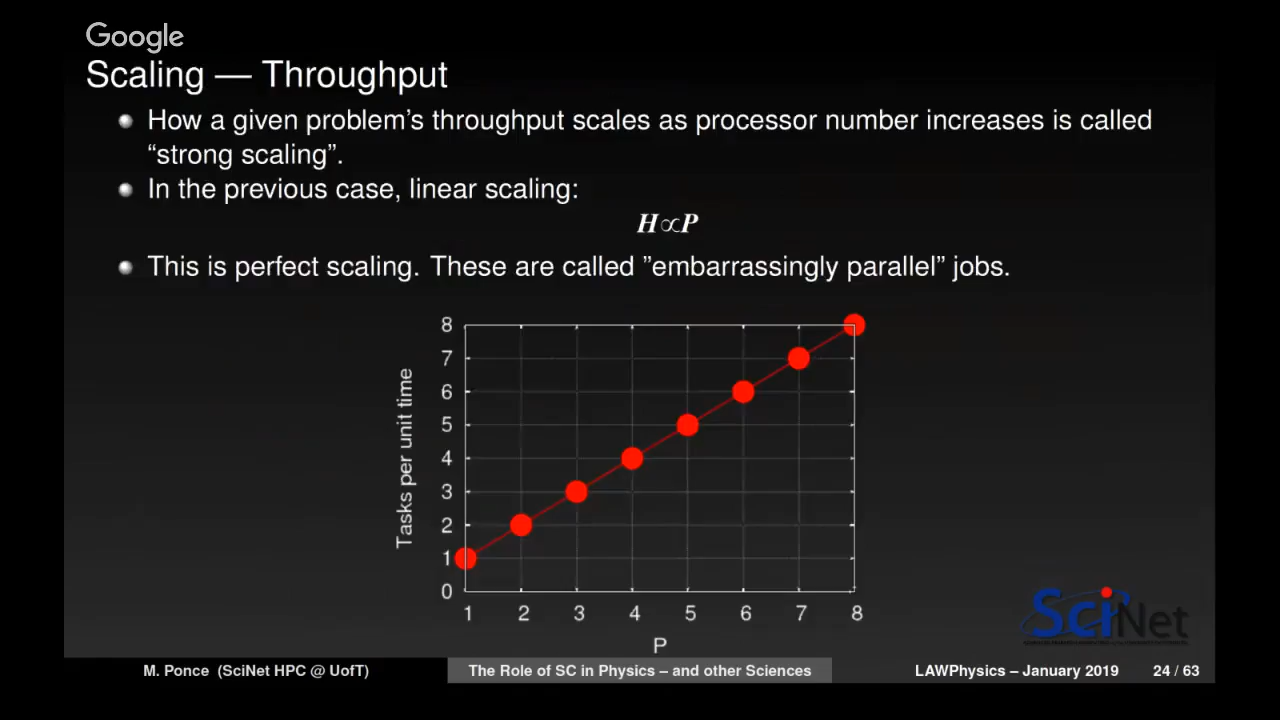 Google
Scaling — Throughput
How a given problem's throughput scales as processor number increases is called
“strong scaling”.
In the previous case, linear scaling:
H∝P
This is perfect scaling. These are called ”embarrassingly parallel” jobs.
8
7
6
5
4
3
2
1
0
Tasks per unit time
1 2 3 4 5 6 7 8
P
Sci'Net
M. Ponce (SciNet HPC @ UofT) The Role of SC in Physics – and other Sciences LAWPhysics – January 2019 24 / 63